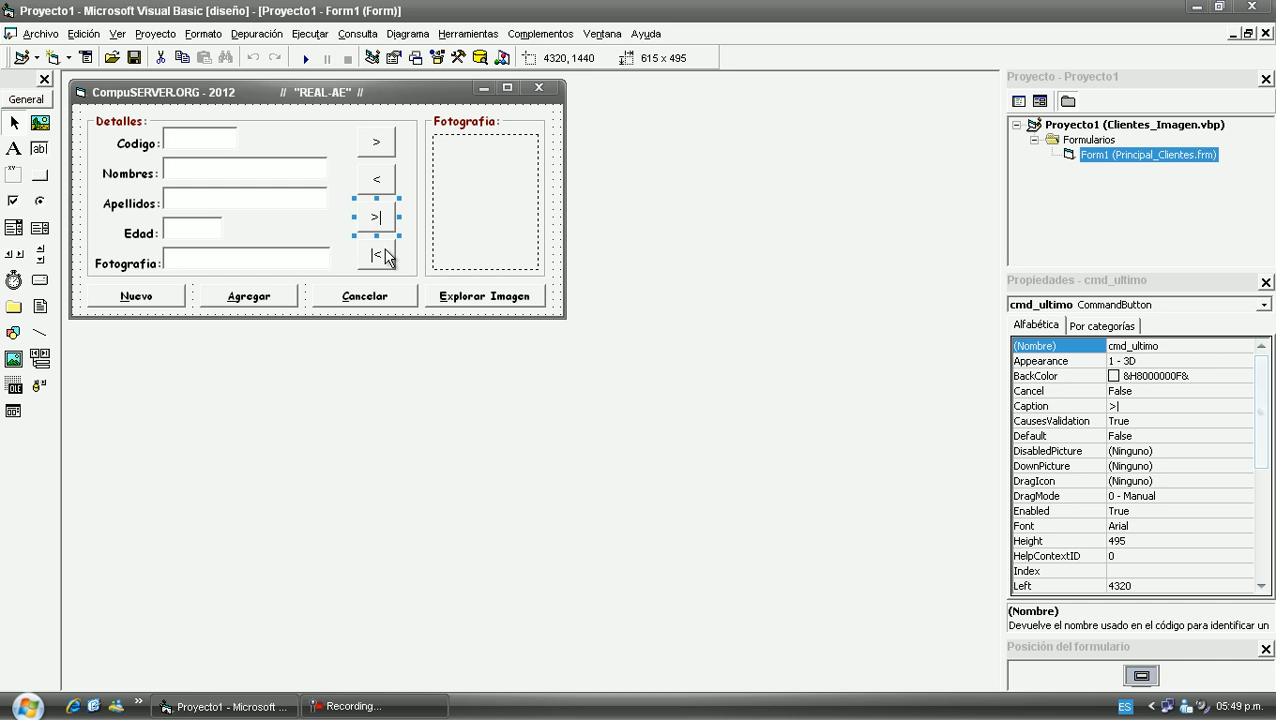 Proyecto1 - Microsoft Visual Basic [diseño] - [Proyecto1 - Form1 (Form)]
Archivo Edición Ver Proyecto Formato Depuración Ejecutar Consulta Diagrama Herramientas Complementos Ventana Ayuda
4320, 1440 615 x 495
General
A ab|
XY
OLE
CompuSERVER.ORG - 2012 // "REAL-AE" //
Detalles:
Codigo:
Nombres:
Apellidos:
Edad:
Fotografia:
>
<
>|
|<
Fotografia:
Nuevo Agregar Cancelar Explorar Imagen
Proyecto - Proyecto1
Proyecto1 (Clientes_Imagen.vbp)
Formularios
Form1 (Principal_Clientes.frm)
Propiedades - cmd_ultimo
cmd_ultimo CommandButton
Alfabética Por categorías
(Nombre) cmd_ultimo
Appearance 1 - 3D
BackColor &H8000000F&
Cancel False
Caption >|
CausesValidation True
Default False
DisabledPicture (Ninguno)
DownPicture (Ninguno)
DragIcon (Ninguno)
DragMode 0 - Manual
Enabled True
Font Arial
Height 495
HelpContextID 0
Index
Left 4320
(Nombre)
Devuelve el nombre usado en el código para identificar un
Posición del formulario
Proyecto1 - Microsoft ... Recording... ES 05:49 p.m.